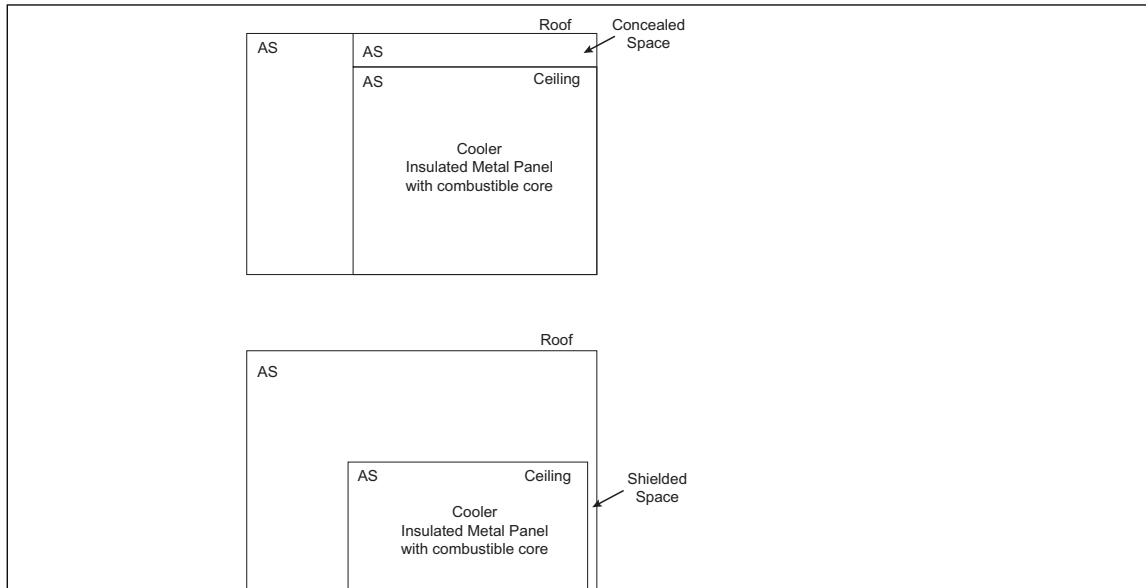 Roof
Concealed
Space
AS
AS
AS
Ceiling
Cooler
Insulated Metal Panel
with combustible core
Roof
AS
AS
Ceiling
Shielded
Space
Cooler
Insulated Metal Panel
with combustible core